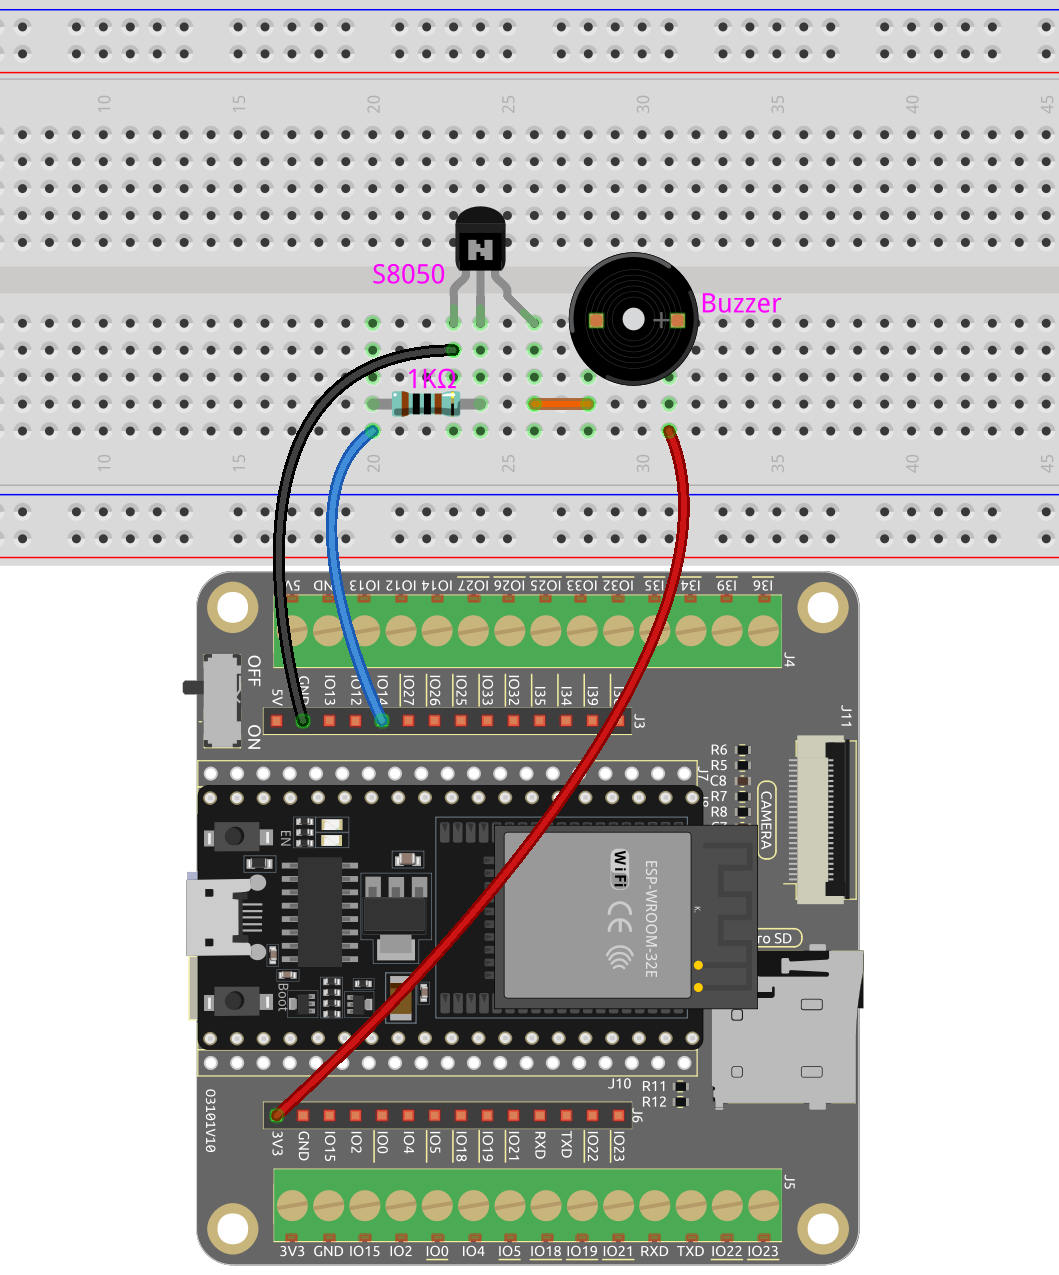 10 15 20 25 30 35 40 45
S8050
Buzzer
1KΩ
10 15 20 25 30 35 40 45
5V GND IO13 IO12 IO14 IO27 IO26 IO25 IO33 IO32 I35 I34 I39 I36
J4
OFF
ON
5V GND IO13 IO12 IO14 IO27 IO26 IO25 IO33 IO32 I35 I34 I39
J3
J11
J7
R6
R5
C8
R7
R8
CAMERA
EN
WiFi
CE
ESP-WROOM-32E
K.
ro SD
Boot
J10
R11
R12
O3101V10
J6
3V3 GND IO15 IO2 IO0 IO4 IO5 IO18 IO19 IO21 RXD TXD IO22 IO23
J5
3V3 GND IO15 IO2 IO0 IO4 IO5 IO18 IO19 IO21 RXD TXD IO22 IO23